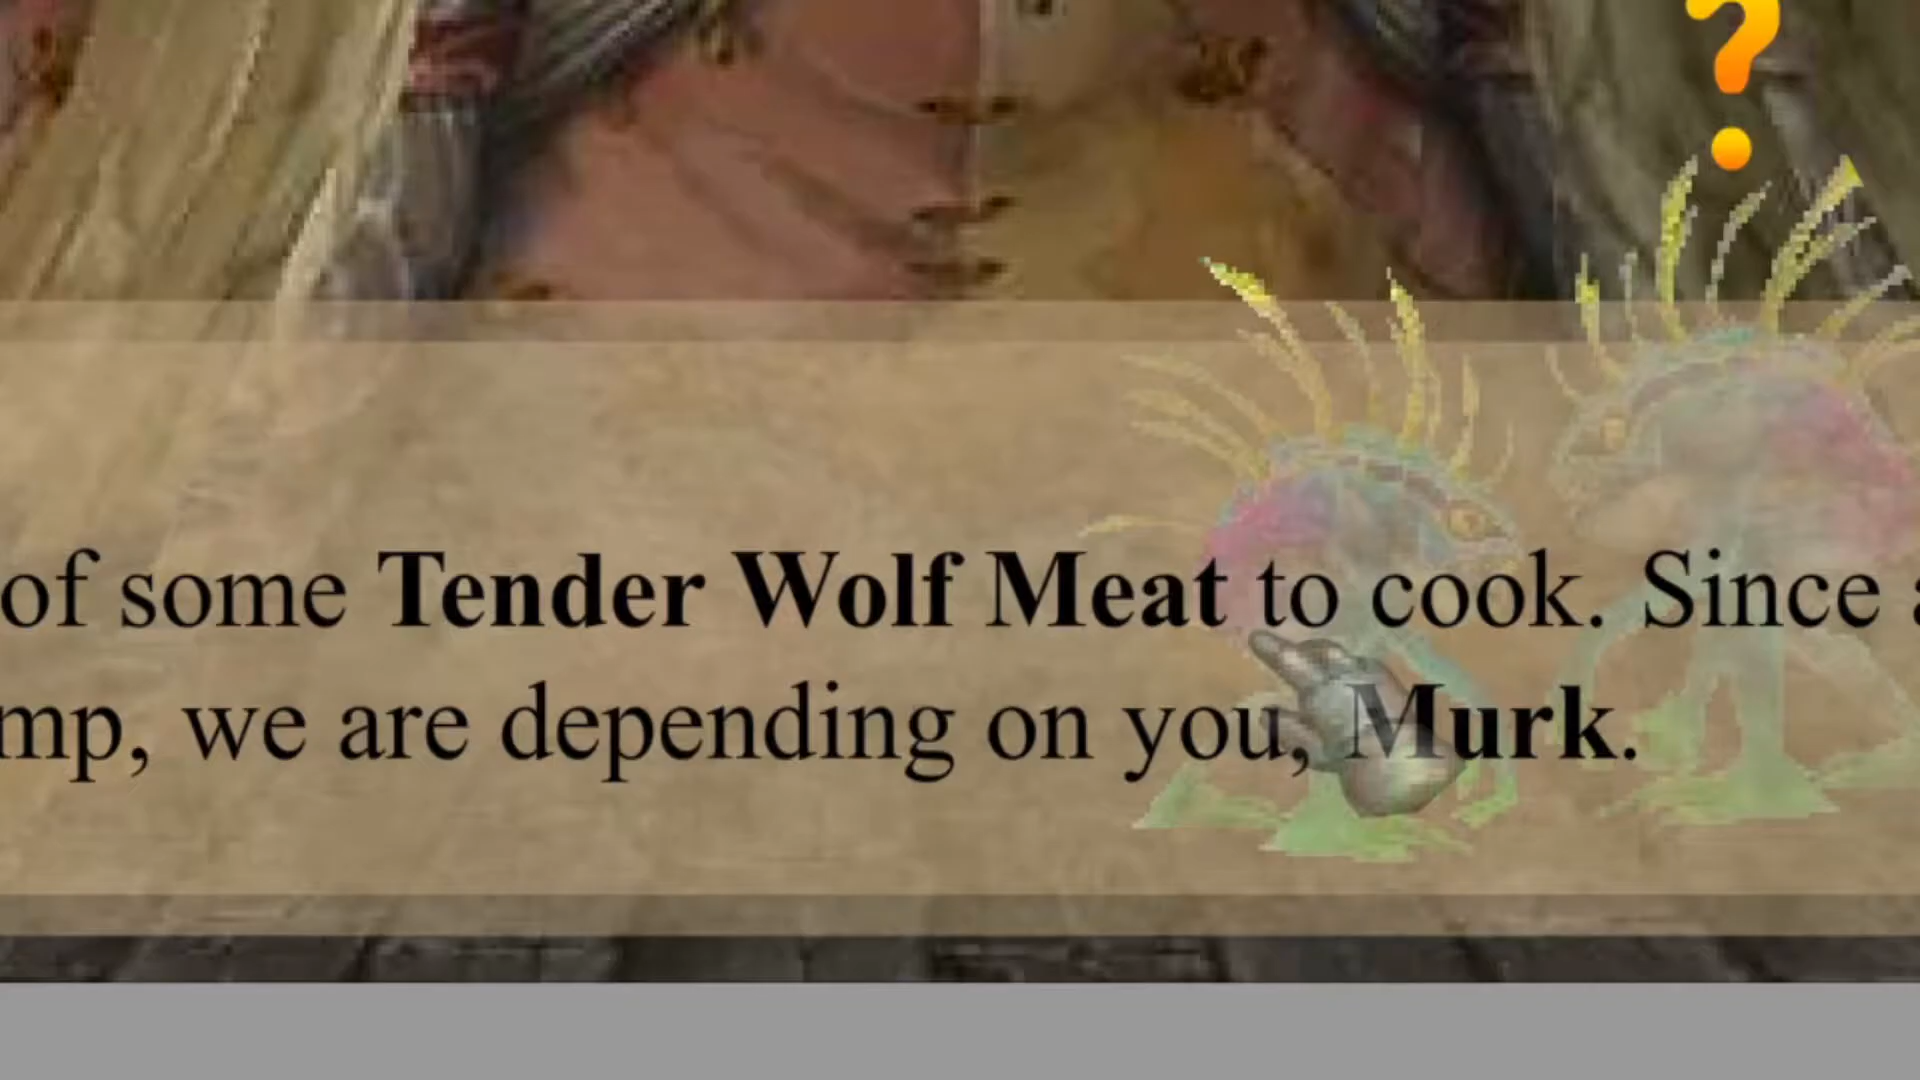 ?
of some Tender Wolf Meat to cook. Since a
mp, we are depending on you, Murk.